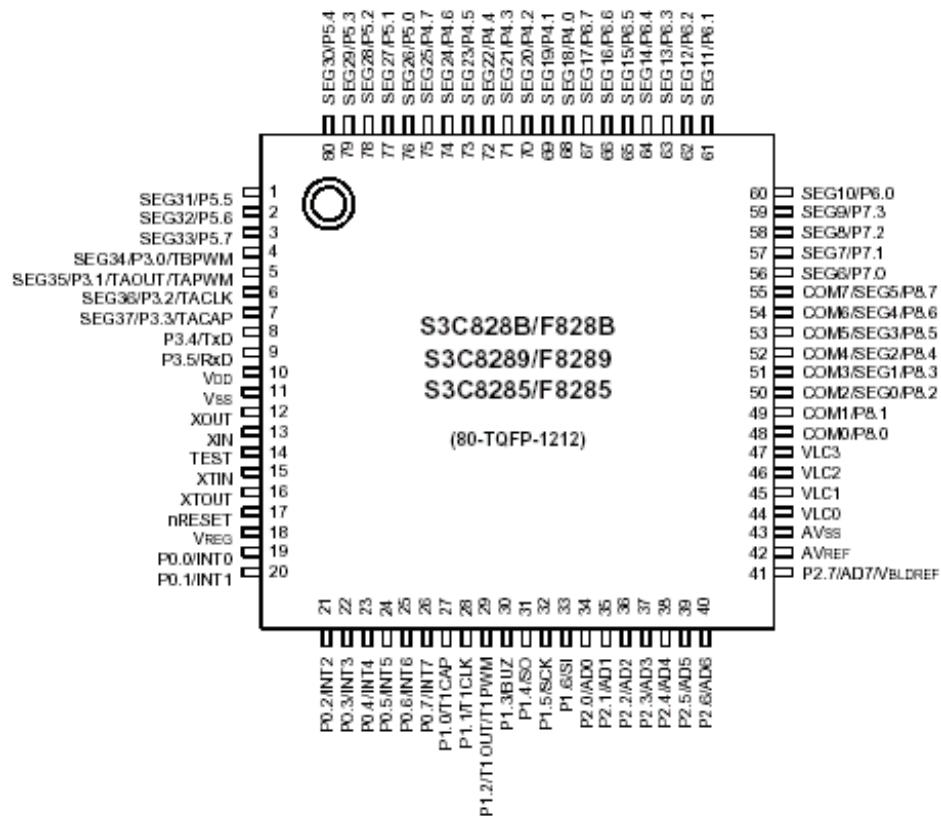 SEG30/P5.4
SEG29/P5.3
SEG28/P5.2
SEG27/P5.1
SEG26/P5.0
SEG25/P4.7
SEG24/P4.6
SEG23/P4.5
SEG22/P4.4
SEG21/P4.3
SEG20/P4.2
SEG19/P4.1
SEG18/P4.0
SEG17/P6.7
SEG16/P6.6
SEG15/P6.5
SEG14/P6.4
SEG13/P6.3
SEG12/P6.2
SEG11/P6.1
80
79
78
77
76
75
74
73
72
71
70
69
68
67
66
65
64
63
62
61
SEG31/P5.5 1
SEG32/P5.6 2
SEG33/P5.7 3
SEG34/P3.0/TBPWM 4
SEG35/P3.1/TAOUT/TAPWM 5
SEG36/P3.2/TACLK 6
SEG37/P3.3/TACAP 7
P3.4/TxD 8
P3.5/RxD 9
VDD 10
VSS 11
XOUT 12
XIN 13
TEST 14
XTIN 15
XTOUT 16
nRESET 17
VREG 18
P0.0/INT0 19
P0.1/INT1 20
S3C828B/F828B
S3C8289/F8289
S3C8285/F8285
(80-TQFP-1212)
60 SEG10/P6.0
59 SEG9/P7.3
58 SEG8/P7.2
57 SEG7/P7.1
56 SEG6/P7.0
55 COM7/SEG5/P8.7
54 COM6/SEG4/P8.6
53 COM5/SEG3/P8.5
52 COM4/SEG2/P8.4
51 COM3/SEG1/P8.3
50 COM2/SEG0/P8.2
49 COM1/P8.1
48 COM0/P8.0
47 VLC3
46 VLC2
45 VLC1
44 VLC0
43 AVSS
42 AVREF
41 P2.7/AD7/VBLDREF
21
22
23
24
25
26
27
28
29
30
31
32
33
34
35
36
37
38
39
40
P0.2/INT2
P0.3/INT3
P0.4/INT4
P0.5/INT5
P0.6/INT6
P0.7/INT7
P1.0/T1CAP
P1.1/T1CLK
P1.2/T1OUT/T1PWM
P1.3/BUZ
P1.4/SO
P1.5/SCK
P1.6/SI
P2.0/AD0
P2.1/AD1
P2.2/AD2
P2.3/AD3
P2.4/AD4
P2.5/AD5
P2.6/AD6